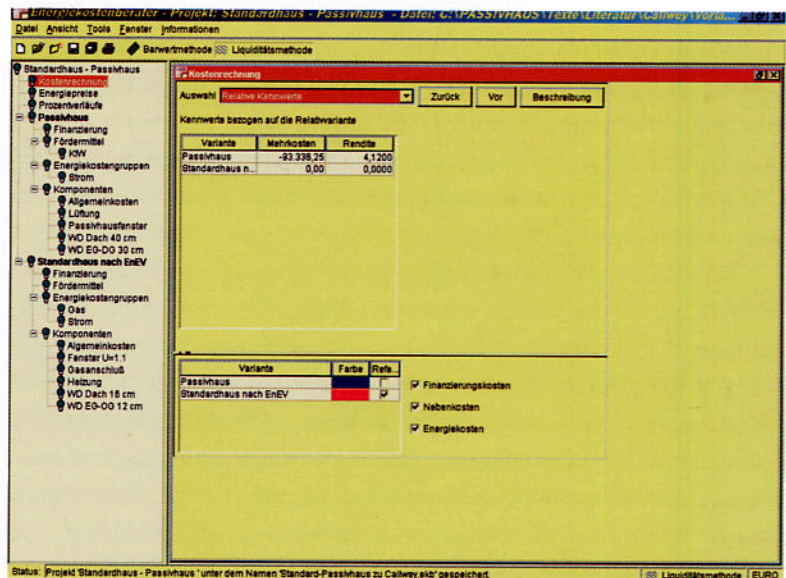 Energiekostenberater - Projekt: Standardhaus - Passivhaus - Datei: C:\PASSIVHAUS\Texte\Literatur\Callwey\Vorla...
Datei Ansicht Tools Fenster Informationen
Barwertmethode Liquiditätsmethode
Standardhaus - Passivhaus
Kostenrechnung
Energiepreise
Prozentverläufe
Passivhaus
Finanzierung
Fördermittel
KfW
Energiekostengruppen
Strom
Komponenten
Allgemeinkosten
Lüftung
Passivhausfenster
WD Dach 40 cm
WD EG-DG 30 cm
Standardhaus nach EnEV
Finanzierung
Fördermittel
Energiekostengruppen
Gas
Strom
Komponenten
Algemeinkosten
Fenster U=1.1
Gasanschluß
Heizung
WD Dach 16 cm
WD EG-OG 12 cm
Kostenrechnung
Auswahl Relative Kennwerte Zurück Vor Beschreibung
Kennwerte bezogen auf die Relativvariante
Variante Mehrkosten Rendite
Passivhaus -93.336,25 4,1200
Standardhaus n... 0,00 0,0000
Variante Farbe Refe...
Passivhaus
Standardhaus nach EnEV
Finanzierungskosten
Nebenkosten
Energiekosten
Status: Projekt 'Standardhaus - Passivhaus ' unter dem Namen 'Standard-Passivhaus zu Callwey.ekb' gespeichert. Liquiditätsmethode EURO